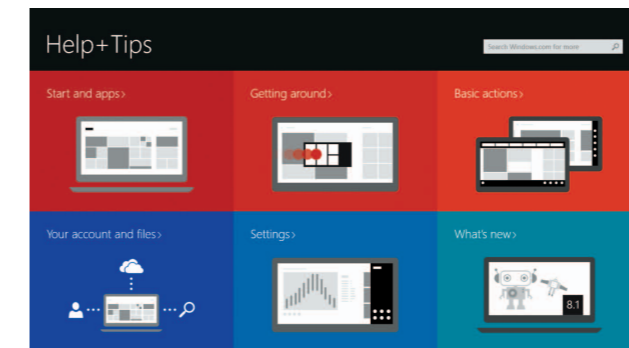 Help+Tips
Search Windows.com for more
Start and apps>
Getting around>
Basic actions>
Your account and files>
Settings>
What's new>
8.1